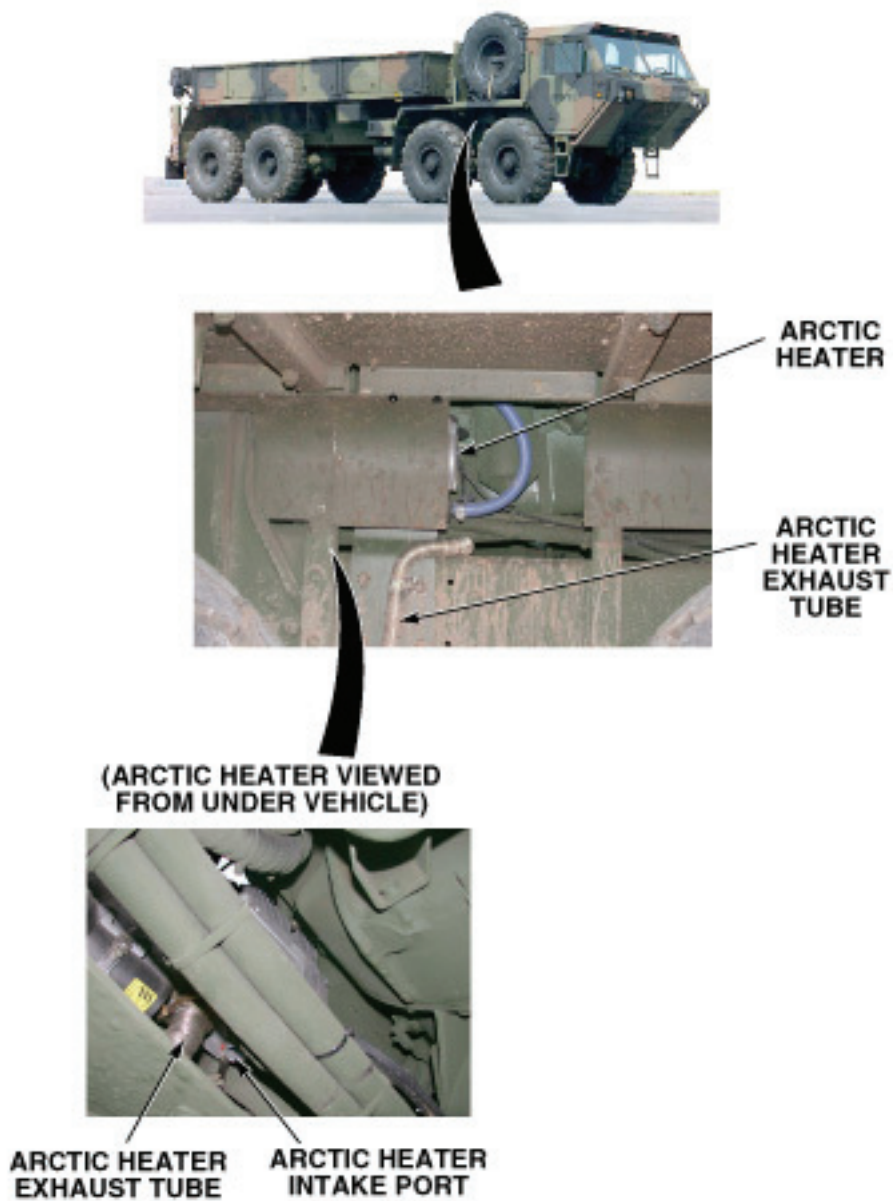 ARCTIC
HEATER
ARCTIC
HEATER
EXHAUST
TUBE
(ARCTIC HEATER VIEWED
FROM UNDER VEHICLE)
ARCTIC HEATER
EXHAUST TUBE
ARCTIC HEATER
INTAKE PORT